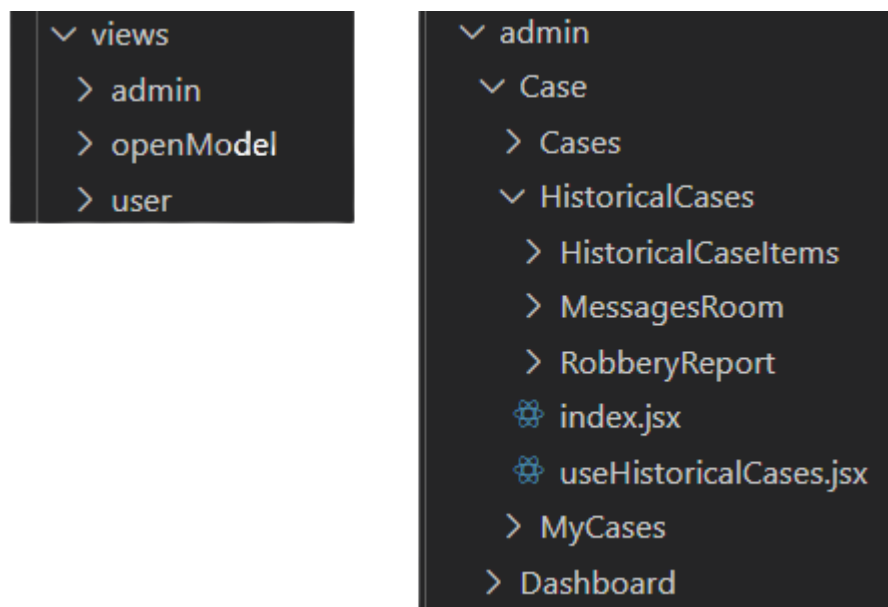 views
admin
openModel
user
admin
Case
Cases
HistoricalCases
HistoricalCaseItems
MessagesRoom
RobberyReport
index.jsx
useHistoricalCases.jsx
MyCases
Dashboard